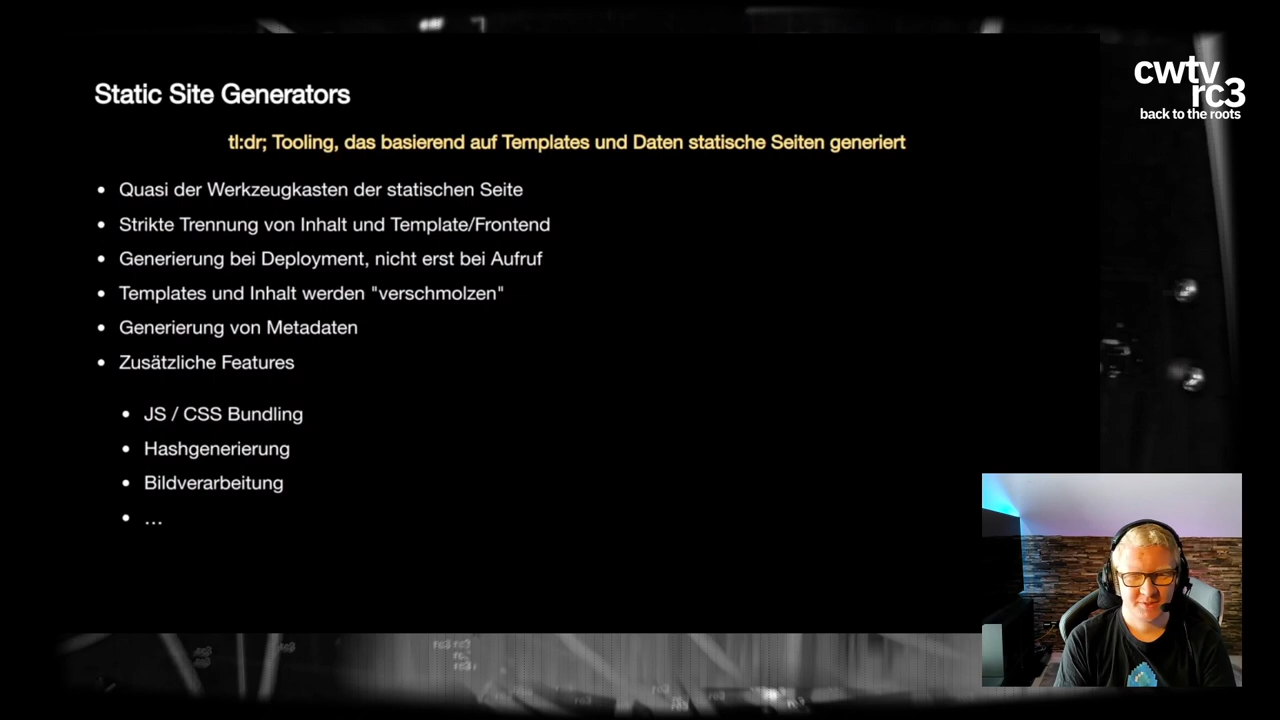 cwtv
rc3
back to the roots
Static Site Generators
tl:dr; Tooling, das basierend auf Templates und Daten statische Seiten generiert
• Quasi der Werkzeugkasten der statischen Seite
• Strikte Trennung von Inhalt und Template/Frontend
• Generierung bei Deployment, nicht erst bei Aufruf
• Templates und Inhalt werden "verschmolzen"
• Generierung von Metadaten
• Zusätzliche Features
• JS / CSS Bundling
• Hashgenerierung
• Bildverarbeitung
• ...